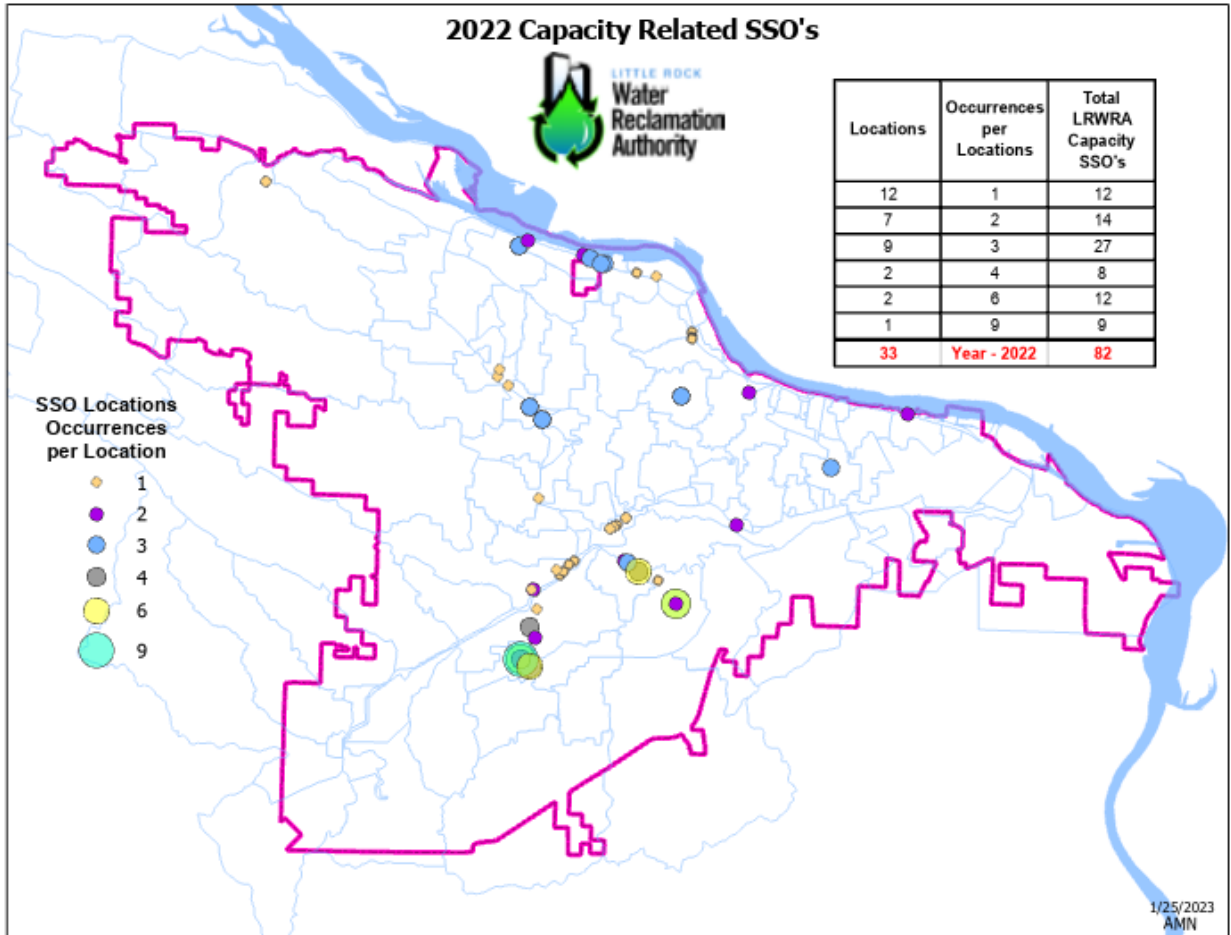 2022 Capacity Related SSO's
LITTLE ROCK
Water
Reclamation
Authority
Locations
Occurrences
per
Locations
Total
LRWRA
Capacity
SSO's
12 1 12
7 2 14
9 3 27
2 4 8
2 6 12
1 9 9
33 Year - 2022 82
SSO Locations
Occurrences
per Location
1
2
3
4
6
9
1/25/2023
AMN